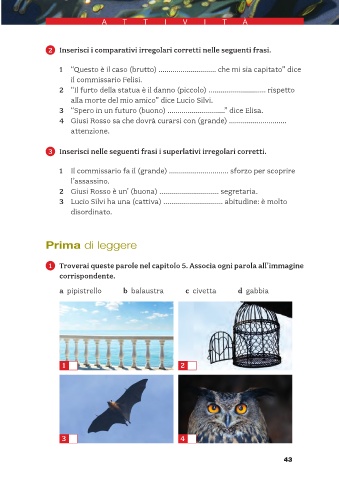 ATTIVITÀ
2 Inserisci i comparativi irregolari corretti nelle seguenti frasi.
1 "Questo è il caso (brutto) ............................. che mi sia capitato" dice
il commissario Felisi.
2 "Il furto della statua è il danno (piccolo) ............................. rispetto
alla morte del mio amico" dice Lucio Silvi.
3 "Spero in un futuro (buono) ............................." dice Elisa.
4 Giusi Rosso sa che dovrà curarsi con (grande) .............................
attenzione.
3 Inserisci nelle seguenti frasi i superlativi irregolari corretti.
1 Il commissario fa il (grande) ............................. sforzo per scoprire
l'assassino.
2 Giusi Rosso è un' (buona) ............................. segretaria.
3 Lucio Silvi ha una (cattiva) ............................. abitudine: è molto
disordinato.
Prima di leggere
1 Troverai queste parole nel capitolo 5. Associa ogni parola all'immagine
corrispondente.
a pipistrello b balaustra c civetta d gabbia
1 2
3 4
43